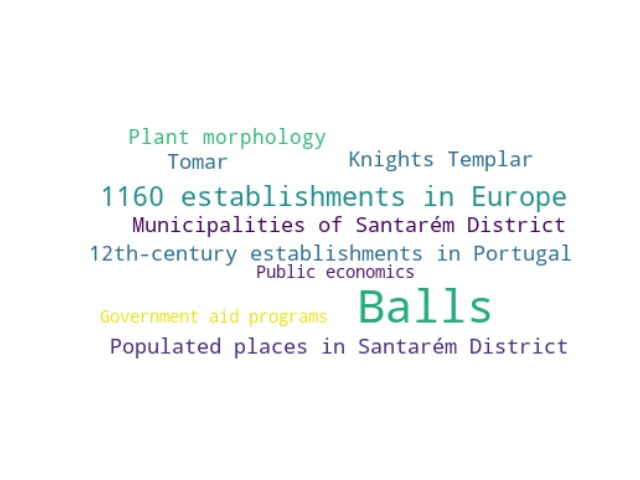 Plant morphology
Tomar
Knights Templar
1160 establishments in Europe
Municipalities of Santarém District
12th-century establishments in Portugal
Public economics
Balls
Government aid programs
Populated places in Santarém District